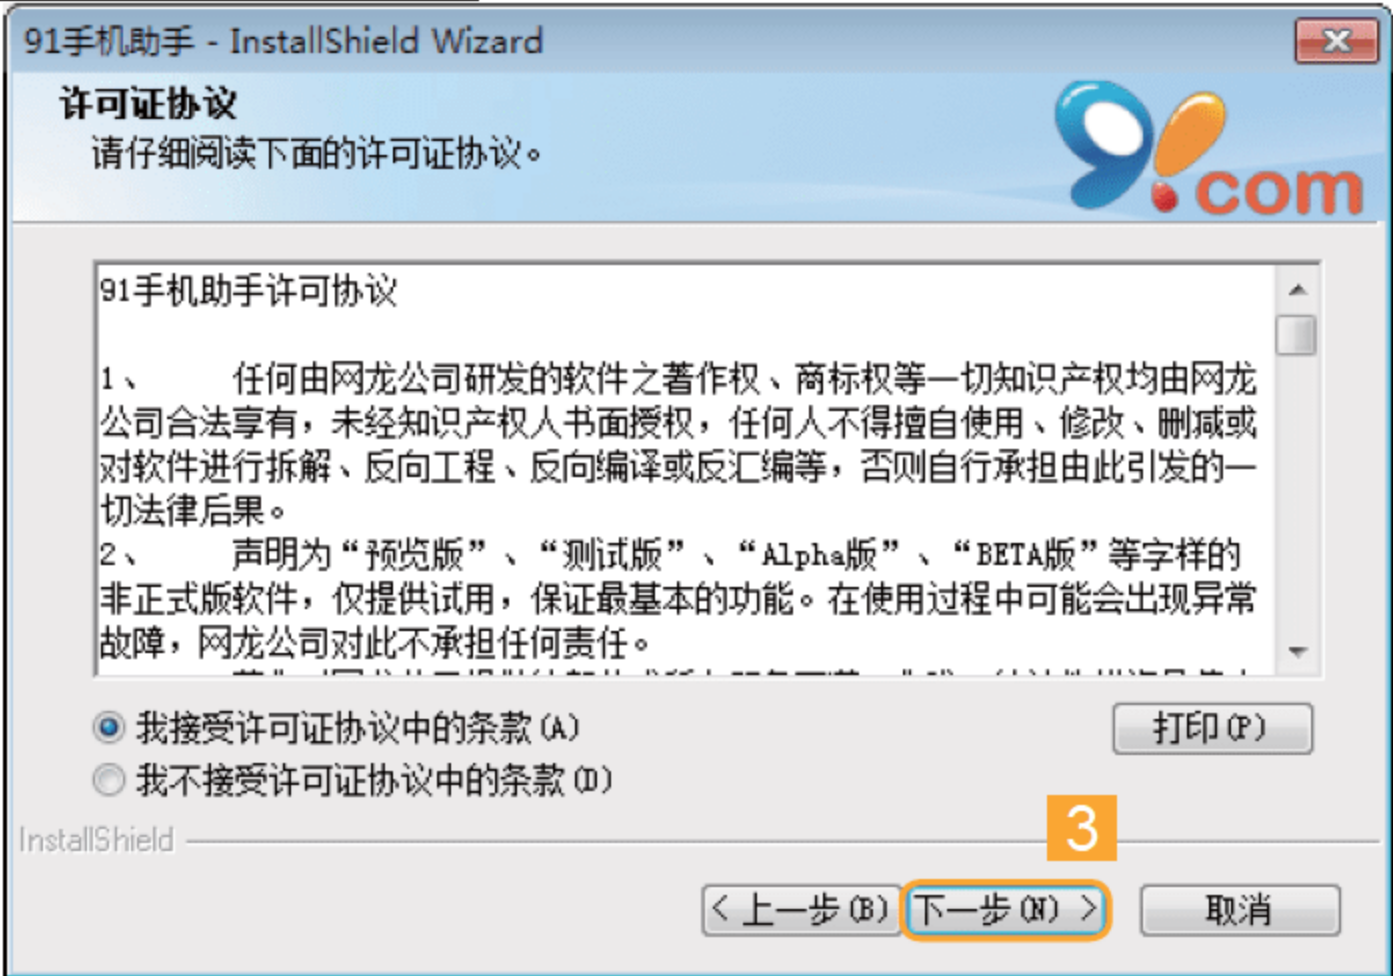 91手机助手 - InstallShield Wizard
许可证协议
请仔细阅读下面的许可证协议。
91.com
91手机助手许可协议
1、 任何由网龙公司研发的软件之著作权、商标权等一切知识产权均由网龙
公司合法享有，未经知识产权人书面授权，任何人不得擅自使用、修改、删减或
对软件进行拆解、反向工程、反向编译或反汇编等，否则自行承担由此引发的一
切法律后果。
2、 声明为“预览版”、“测试版”、“Alpha版”、“BETA版”等字样的
非正式版软件，仅提供试用，保证最基本的功能。在使用过程中可能会出现异常
故障，网龙公司对此不承担任何责任。
我接受许可证协议中的条款(A)
打印(P)
我不接受许可证协议中的条款(D)
InstallShield
3
< 上一步(B)
下一步(N) >
取消